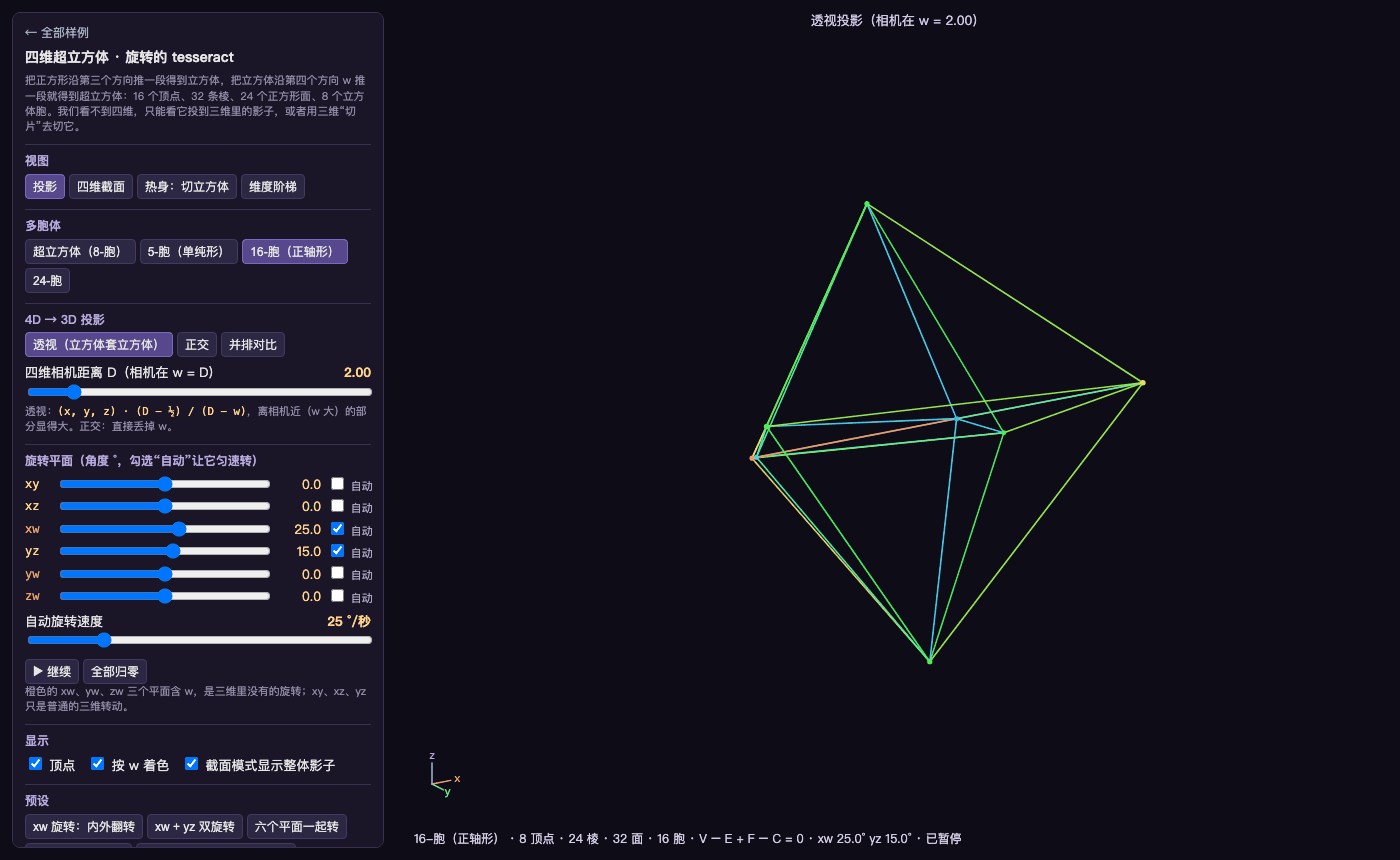 ← 全部样例
四维超立方体 · 旋转的 tesseract
把正方形沿第三个方向推一段得到立方体，把立方体沿第四个方向 w 推
一段就得到超立方体：16 个顶点、32 条棱、24 个正方形面、8 个立方
体胞。我们看不到四维，只能看它投到三维里的影子，或者用三维“切
片”去切它。
视图
投影 四维截面 热身：切立方体 维度阶梯
多胞体
超立方体（8-胞） 5-胞（单纯形） 16-胞（正轴形）
24-胞
4D → 3D 投影
透视（立方体套立方体） 正交 并排对比
四维相机距离 D（相机在 w = D） 2.00
透视：(x, y, z) · (D − ½) / (D − w)，离相机近（w 大）的部
分显得大。正交：直接丢掉 w。
旋转平面（角度 °，勾选“自动”让它匀速转）
xy 0.0 自动
xz 0.0 自动
xw 25.0 自动
yz 15.0 自动
yw 0.0 自动
zw 0.0 自动
自动旋转速度 25 °/秒
▶ 继续 全部归零
橙色的 xw、yw、zw 三个平面含 w，是三维里没有的旋转；xy、xz、yz
只是普通的三维转动。
显示
顶点 按 w 着色 截面模式显示整体影子
预设
xw 旋转：内外翻转 xw + yz 双旋转 六个平面一起转
透视投影（相机在 w = 2.00）
z
x
y
16-胞（正轴形） · 8 顶点 · 24 棱 · 32 面 · 16 胞 · V − E + F − C = 0 · xw 25.0° yz 15.0° · 已暂停